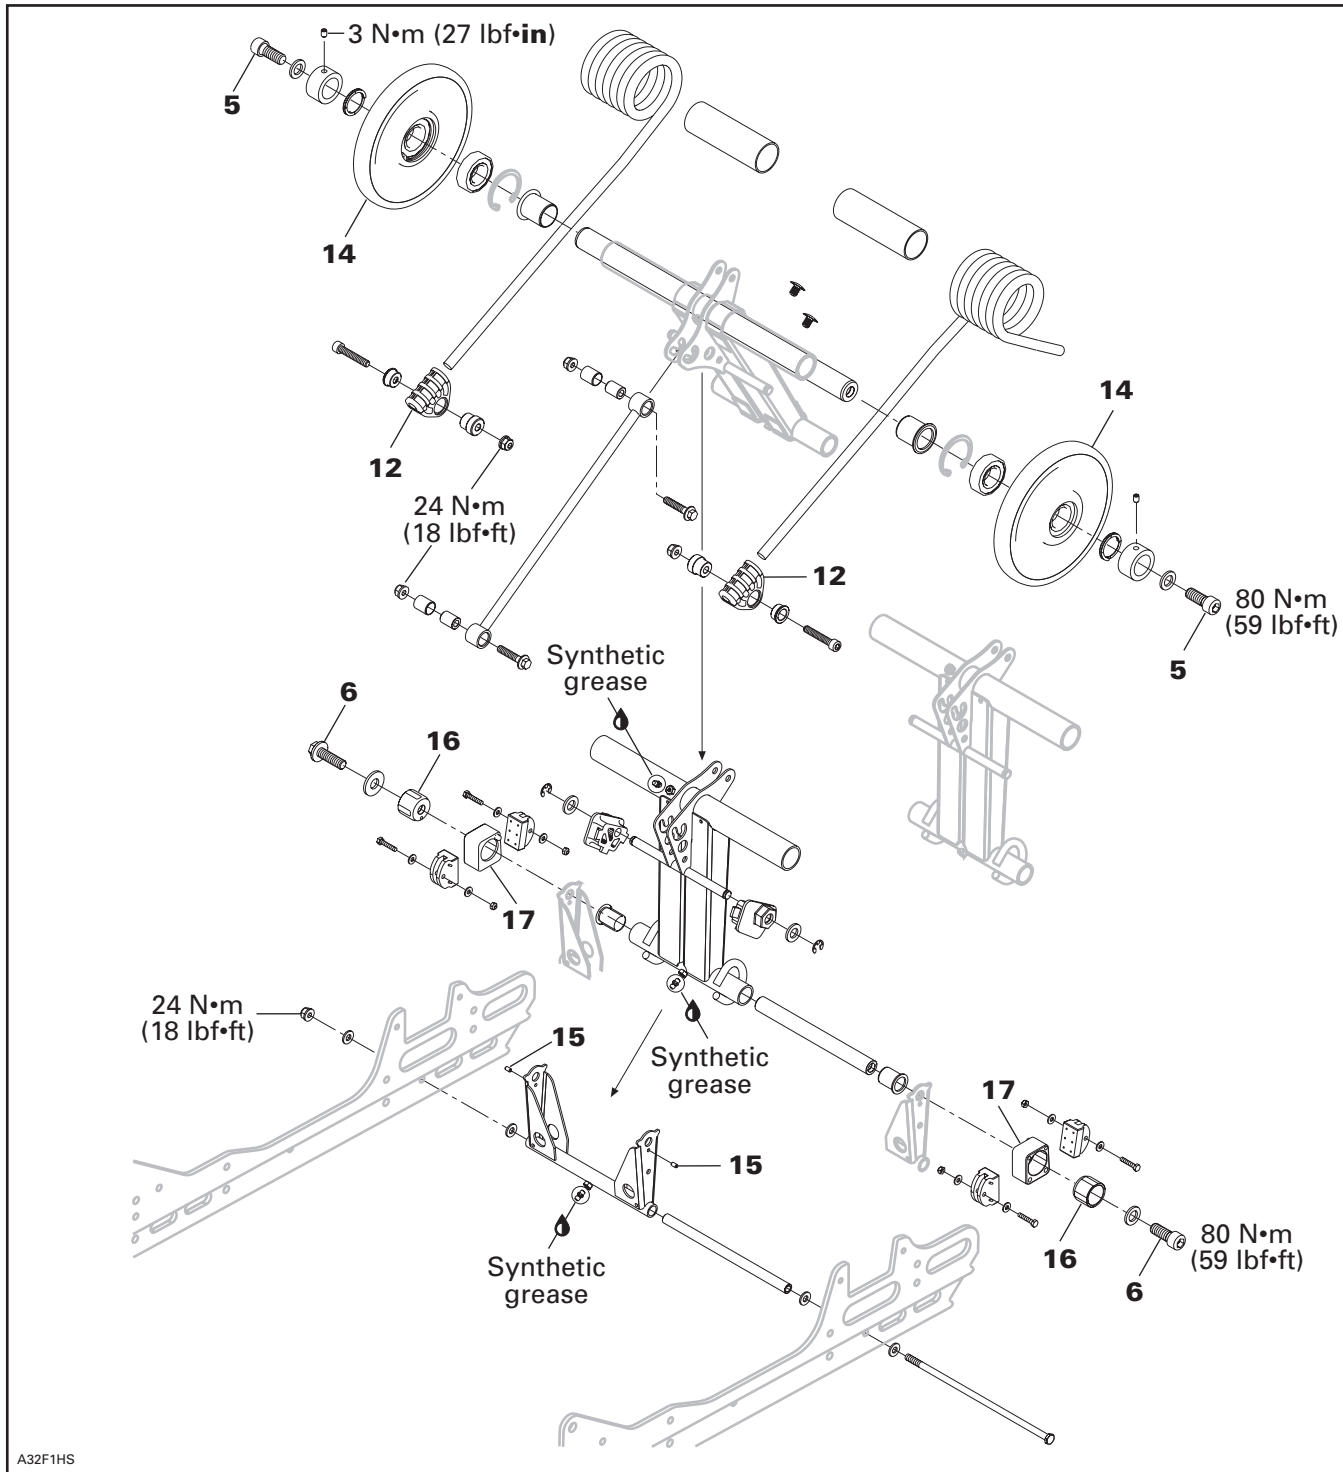 3 N•m (27 lbf•in)
5
14
12
24 N•m
(18 lbf•ft)
14
12
80 N•m
(59 lbf•ft)
5
Synthetic
grease
6
16
17
24 N•m
(18 lbf•ft)
15
Synthetic
grease
17
15
16
80 N•m
(59 lbf•ft)
6
Synthetic
grease
A32F1HS